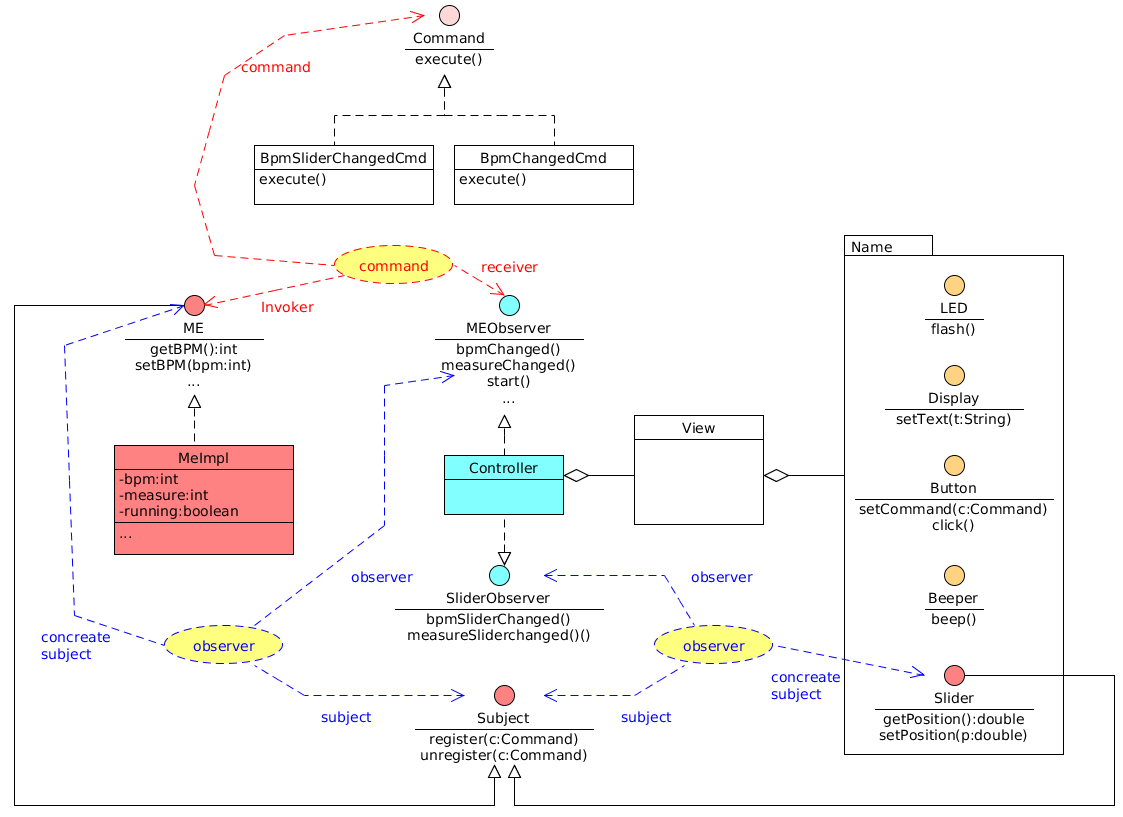 Command
execute()
command
BpmSliderChangedCmd
execute()
BpmChangedCmd
execute()
command
receiver
Invoker
ME
getBPM():int
setBPM(bpm:int)
...
MEObserver
bpmChanged()
measureChanged()
start()
...
Name
LED
flash()
Display
setText(t:String)
Button
setCommand(c:Command)
click()
Beeper
beep()
Slider
getPosition():double
setPosition(p:double)
View
Controller
MeImpl
-bpm:int
-measure:int
-running:boolean
...
observer
observer
SliderObserver
bpmSliderChanged()
measureSliderchanged()()
concreate
subject
observer
observer
concreate
subject
subject
subject
Subject
register(c:Command)
unregister(c:Command)